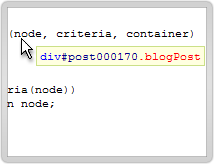 (node, criteria, container)
div#post000170.blogPost
ria(node))
n node;